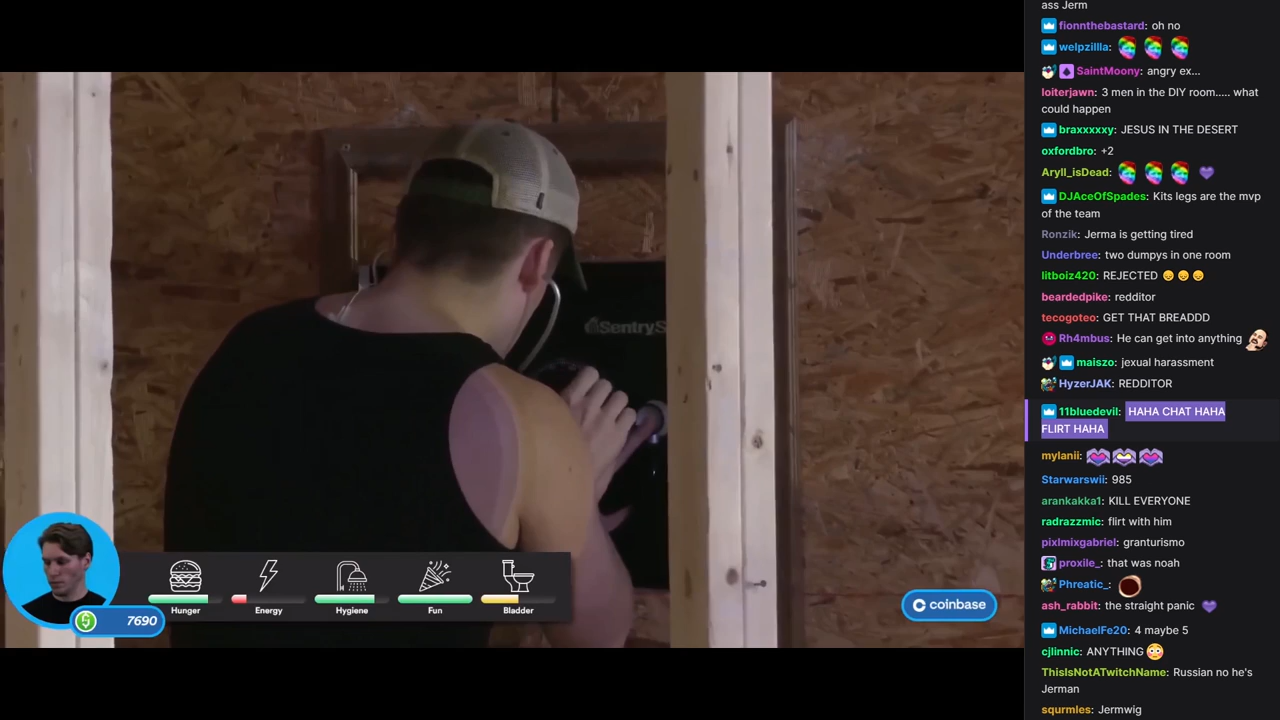 ass Jerm
fionnthebastard: oh no
welpzillla:
SaintMoony: angry ex...
loiterjawn: 3 men in the DIY room..... what
could happen
braxxxxxy: JESUS IN THE DESERT
oxfordbro: +2
Aryll_isDead:
DJAceOfSpades: Kits legs are the mvp
of the team
Ronzik: Jerma is getting tired
Underbree: two dumpys in one room
litboiz420: REJECTED 😞😞😞
beardedpike: redditor
tecogoteo: GET THAT BREADDD
Rh4mbus: He can get into anything
maiszo: jexual harassment
HyzerJAK: REDDITOR
11bluedevil: HAHA CHAT HAHA
FLIRT HAHA
mylanii:
Starwarswii: 985
arankakka1: KILL EVERYONE
radrazzmic: flirt with him
pixlmixgabriel: granturismo
proxile_: that was noah
Phreatic_:
ash_rabbit: the straight panic
MichaelFe20: 4 maybe 5
cjlinnic: ANYTHING 😳
ThisIsNotATwitchName: Russian no he's
Jerman
squrmles: Jermwig
SentryS
Hunger
Energy
Hygiene
Fun
Bladder
7690
coinbase